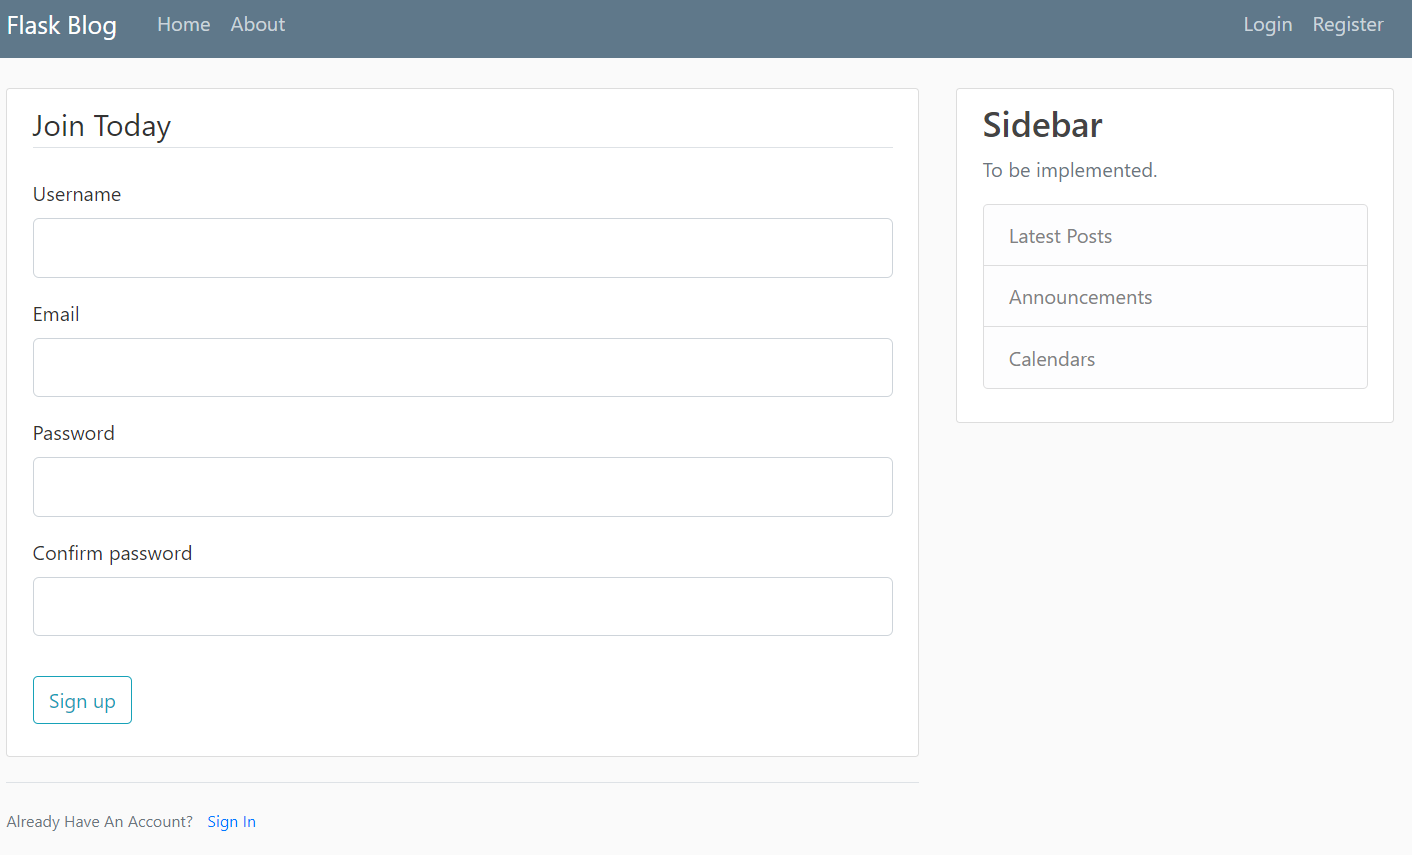 Flask Blog Home About Login Register
Join Today
Username
Email
Password
Confirm password
Sign up
Already Have An Account? Sign In
Sidebar
To be implemented.
Latest Posts
Announcements
Calendars